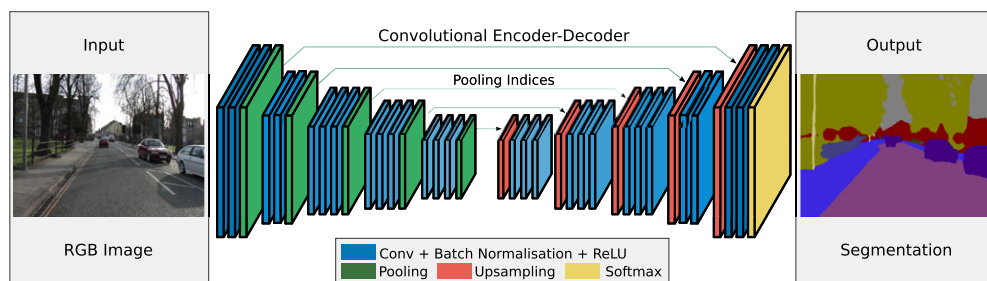 Input
Convolutional Encoder-Decoder
Output
Pooling Indices
RGB Image
Conv + Batch Normalisation + ReLU
Pooling Upsampling Softmax
Segmentation